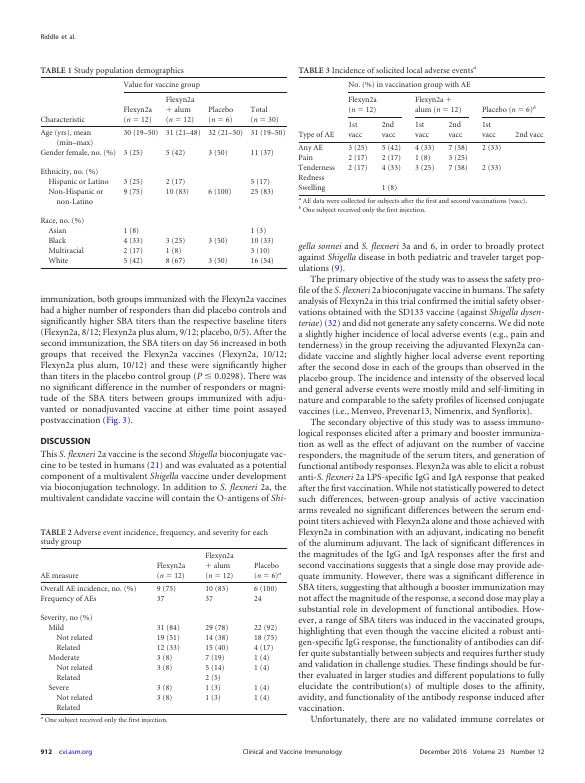 Riddle et al.
TABLE 1 Study population demographics
Value for vaccine group
Characteristic Flexyn2a (n = 12) Flexyn2a + alum (n = 12) Placebo (n = 6) Total (n = 30)
Age (yrs), mean (min–max) 30 (19–50) 31 (21–48) 32 (21–50) 31 (19–50)
Gender female, no. (%) 3 (25) 5 (42) 3 (50) 11 (37)
Ethnicity, no. (%)
Hispanic or Latino 3 (25) 2 (17) 5 (17)
Non-Hispanic or non-Latino 9 (75) 10 (83) 6 (100) 25 (83)
Race, no. (%)
Asian 1 (8) 1 (3)
Black 4 (33) 3 (25) 3 (50) 10 (33)
Multiracial 2 (17) 1 (8) 3 (10)
White 5 (42) 8 (67) 3 (50) 16 (54)
immunization, both groups immunized with the Flexyn2a vaccines
had a higher number of responders than did placebo controls and
significantly higher SBA titers than the respective baseline titers
(Flexyn2a, 8/12; Flexyn2a plus alum, 9/12; placebo, 0/5). After the
second immunization, the SBA titers on day 56 increased in both
groups that received the Flexyn2a vaccines (Flexyn2a, 10/12;
Flexyn2a plus alum, 10/12) and these were significantly higher
than titers in the placebo control group (P ≤ 0.0298). There was
no significant difference in the number of responders or magni-
tude of the SBA titers between groups immunized with adju-
vanted or nonadjuvanted vaccine at either time point assayed
postvaccination (Fig. 3).
DISCUSSION
This S. flexneri 2a vaccine is the second Shigella bioconjugate vac-
cine to be tested in humans (21) and was evaluated as a potential
component of a multivalent Shigella vaccine under development
via bioconjugation technology. In addition to S. flexneri 2a, the
multivalent candidate vaccine will contain the O-antigens of Shi-
TABLE 2 Adverse event incidence, frequency, and severity for each
study group
AE measure Flexyn2a (n = 12) Flexyn2a + alum (n = 12) Placebo (n = 6)a
Overall AE incidence, no. (%) 9 (75) 10 (83) 6 (100)
Frequency of AEs 37 37 24
Severity, no (%)
Mild 31 (84) 29 (78) 22 (92)
Not related 19 (51) 14 (38) 18 (75)
Related 12 (33) 15 (40) 4 (17)
Moderate 3 (8) 7 (19) 1 (4)
Not related 3 (8) 5 (14) 1 (4)
Related 2 (5)
Severe 3 (8) 1 (3) 1 (4)
Not related 3 (8) 1 (3) 1 (4)
Related
a One subject received only the first injection.
TABLE 3 Incidence of solicited local adverse eventsa
No. (%) in vaccination group with AE
Flexyn2a (n = 12) Flexyn2a + alum (n = 12) Placebo (n = 6)b
Type of AE 1st vacc 2nd vacc 1st vacc 2nd vacc 1st vacc 2nd vacc
Any AE 3 (25) 5 (42) 4 (33) 7 (58) 2 (33)
Pain 2 (17) 2 (17) 1 (8) 3 (25)
Tenderness 2 (17) 4 (33) 3 (25) 7 (58) 2 (33)
Redness
Swelling 1 (8)
a AE data were collected for subjects after the first and second vaccinations (vacc).
b One subject received only the first injection.
gella sonnei and S. flexneri 3a and 6, in order to broadly protect
against Shigella disease in both pediatric and traveler target pop-
ulations (9).
The primary objective of the study was to assess the safety pro-
file of the S. flexneri 2a bioconjugate vaccine in humans. The safety
analysis of Flexyn2a in this trial confirmed the initial safety obser-
vations obtained with the SD133 vaccine (against Shigella dysen-
teriae) (32) and did not generate any safety concerns. We did note
a slightly higher incidence of local adverse events (e.g., pain and
tenderness) in the group receiving the adjuvanted Flexyn2a can-
didate vaccine and slightly higher local adverse event reporting
after the second dose in each of the groups than observed in the
placebo group. The incidence and intensity of the observed local
and general adverse events were mostly mild and self-limiting in
nature and comparable to the safety profiles of licensed conjugate
vaccines (i.e., Menveo, Prevenar13, Nimenrix, and Synflorix).
The secondary objective of this study was to assess immuno-
logical responses elicited after a primary and booster immuniza-
tion as well as the effect of adjuvant on the number of vaccine
responders, the magnitude of the serum titers, and generation of
functional antibody responses. Flexyn2a was able to elicit a robust
anti-S. flexneri 2a LPS-specific IgG and IgA response that peaked
after the first vaccination. While not statistically powered to detect
such differences, between-group analysis of active vaccination
arms revealed no significant differences between the serum end-
point titers achieved with Flexyn2a alone and those achieved with
Flexyn2a in combination with an adjuvant, indicating no benefit
of the aluminum adjuvant. The lack of significant differences in
the magnitudes of the IgG and IgA responses after the first and
second vaccinations suggests that a single dose may provide ade-
quate immunity. However, there was a significant difference in
SBA titers, suggesting that although a booster immunization may
not affect the magnitude of the response, a second dose may play a
substantial role in development of functional antibodies. How-
ever, a range of SBA titers was induced in the vaccinated groups,
highlighting that even though the vaccine elicited a robust anti-
gen-specific IgG response, the functionality of antibodies can dif-
fer quite substantially between subjects and requires further study
and validation in challenge studies. These findings should be fur-
ther evaluated in larger studies and different populations to fully
elucidate the contribution(s) of multiple doses to the affinity,
avidity, and functionality of the antibody response induced after
vaccination.
Unfortunately, there are no validated immune correlates or
912 cvi.asm.org Clinical and Vaccine Immunology December 2016 Volume 23 Number 12